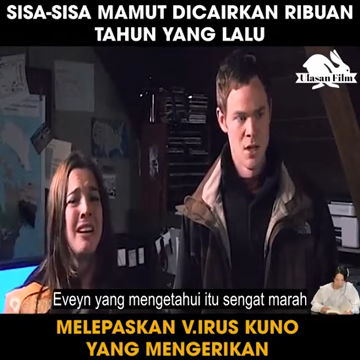 SISA-SISA MAMUT DICAIRKAN RIBUAN
TAHUN YANG LALU
Ulasan Film
Eveyn yang mengetahui itu sengat marah
MELEPASKAN V.IRUS KUNO
YANG MENGERIKAN